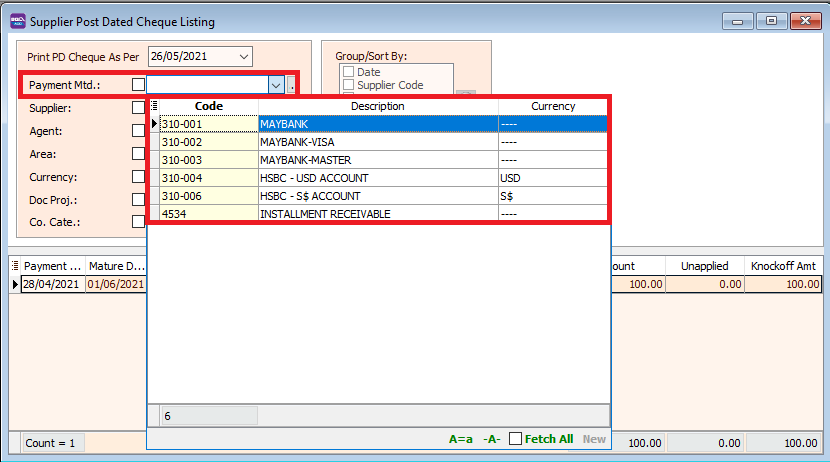 Supplier Post Dated Cheque Listing
Print PD Cheque As Per 26/05/2021
Group/Sort By:
Date
Supplier Code
Payment Mtd.:
Supplier:
Agent:
Area:
Currency:
Doc Proj.:
Co. Cate.:
Code Description Currency
310-001 MAYBANK ----
310-002 MAYBANK-VISA ----
310-003 MAYBANK-MASTER ----
310-004 HSBC - USD ACCOUNT USD
310-006 HSBC - S$ ACCOUNT S$
4534 INSTALLMENT RECEIVABLE ----
6
A=a -A- Fetch All New
Payment ... Mature D... ount Unapplied Knockoff Amt
28/04/2021 01/06/2021 100.00 0.00 100.00
Count = 1 100.00 0.00 100.00